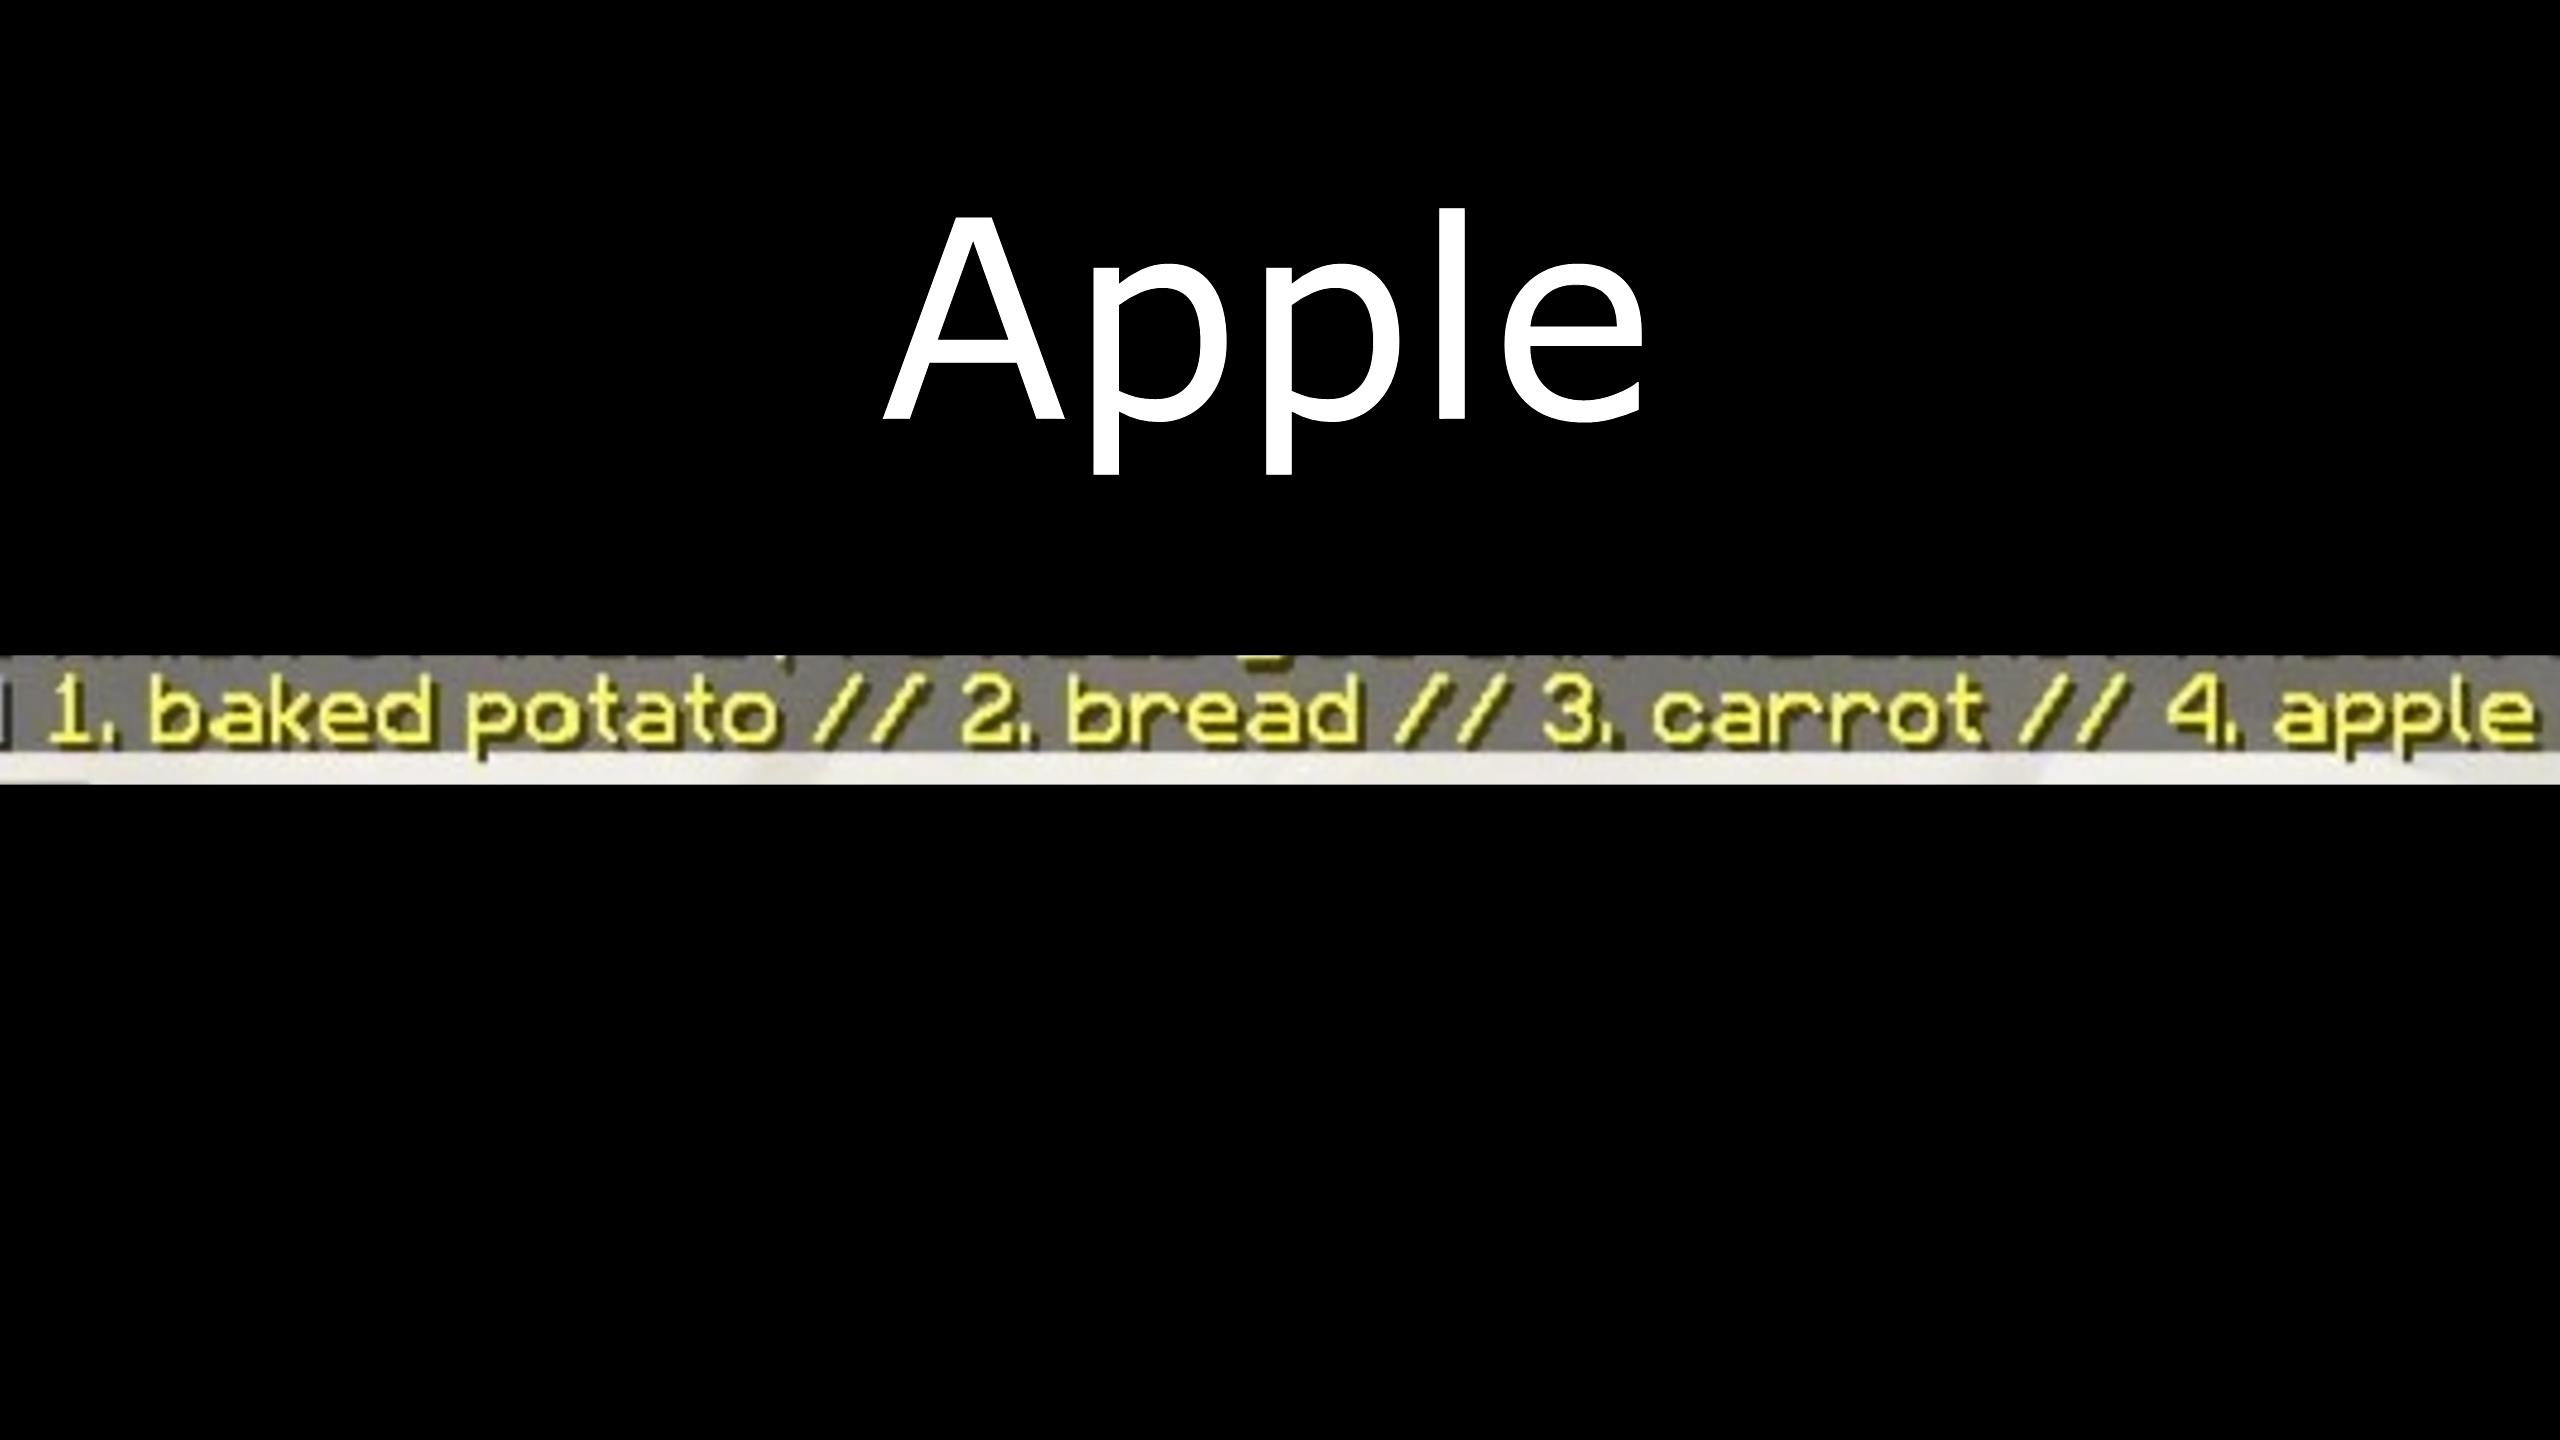 Apple
1. baked potato // 2. bread // 3. carrot // 4. apple